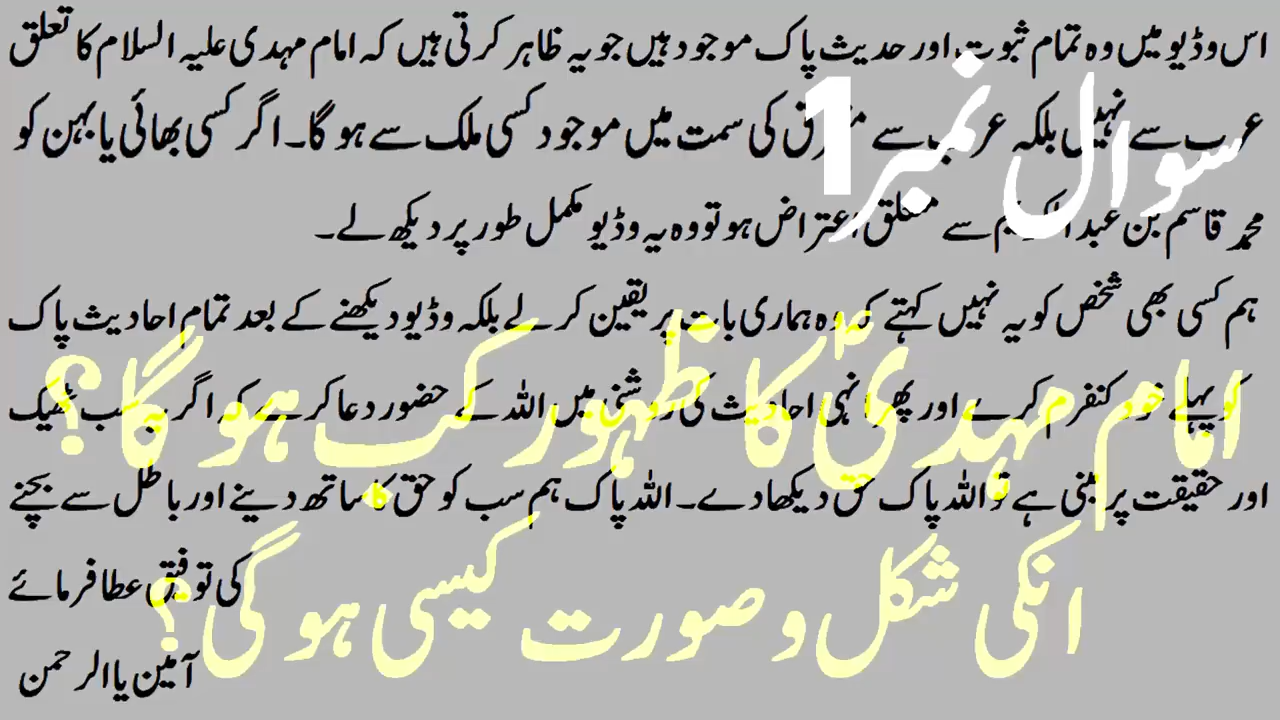 اس وڈیو میں وہ تمام ثبوت اور حدیث پاک موجود ہیں جو یہ ظاہر کرتی ہیں کہ امام مہدی علیہ السلام کا تعلق
عرب سے نہیں بلکہ عرب سے مشرق کی سمت میں موجود کسی ملک سے ہو گا۔ اگر کسی بھائی یا بہن کو
محمد قاسم بن عبدالکریم سے متعلق اعتراض ہو تو وہ یہ وڈیو مکمل طور پر دیکھ لے۔
ہم کسی بھی شخص کو یہ نہیں کہتے کہ وہ ہماری بات پر یقین کر لے بلکہ وڈیو دیکھنے کے بعد تمام احادیث پاک
کو پہلے خود کنفرم کرے اور پھر انہی احادیث کی روشنی میں اللہ کے حضور دعا کرے کہ اگر یہ سب ٹھیک
اور حقیقت پر مبنی ہے تو اللہ پاک حق دیکھا دے۔ اللہ پاک ہم سب کو حق کا ساتھ دینے اور باطل سے بچنے
کی توفیق عطا فرمائے
آمین یا الرحمن
سوال نمبر 1
امام مہدیؑ کا ظہور کب ہو گا؟
انکی شکل و صورت کیسی ہو گی؟